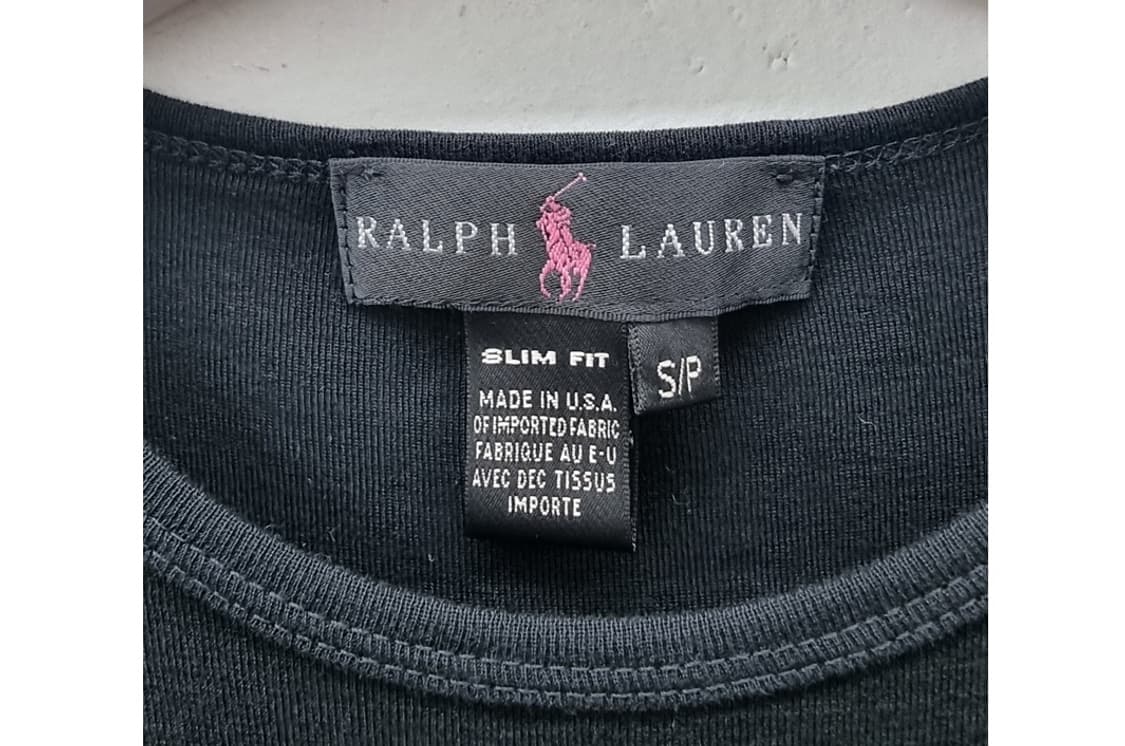 RALPH LAUREN
SLIM FIT
S/P
MADE IN U.S.A.
OF IMPORTED FABRIC
FABRIQUE AU E-U
AVEC DEC TISSUS
IMPORTE